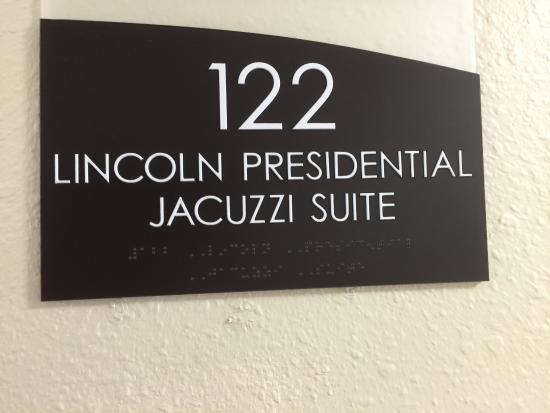 122
LINCOLN PRESIDENTIAL
JACUZZI SUITE